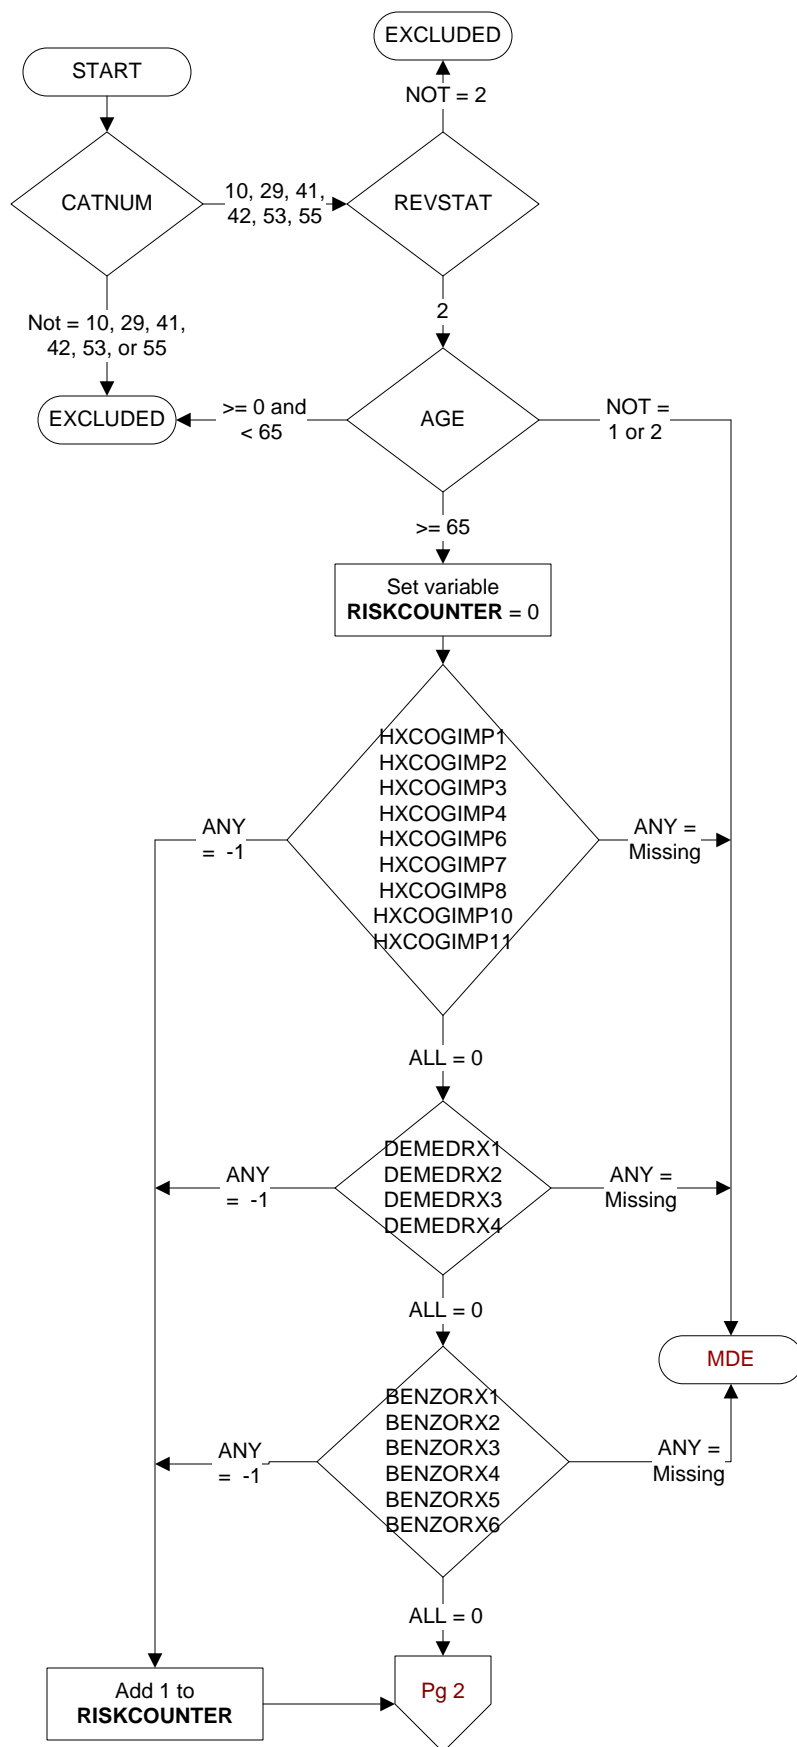 EXCLUDED
START
NOT = 2
CATNUM
10, 29, 41,
42, 53, 55
REVSTAT
Not = 10, 29, 41,
42, 53, or 55
2
EXCLUDED
>= 0 and
< 65
AGE
NOT =
1 or 2
>= 65
Set variable
RISKCOUNTER = 0
HXCOGIMP1
HXCOGIMP2
HXCOGIMP3
HXCOGIMP4
HXCOGIMP6
HXCOGIMP7
HXCOGIMP8
HXCOGIMP10
HXCOGIMP11
ANY
= -1
ANY =
Missing
ALL = 0
DEMEDRX1
DEMEDRX2
DEMEDRX3
DEMEDRX4
ANY
= -1
ANY =
Missing
ALL = 0
MDE
BENZORX1
BENZORX2
BENZORX3
BENZORX4
BENZORX5
BENZORX6
ANY
= -1
ANY =
Missing
ALL = 0
Add 1 to
RISKCOUNTER
Pg 2